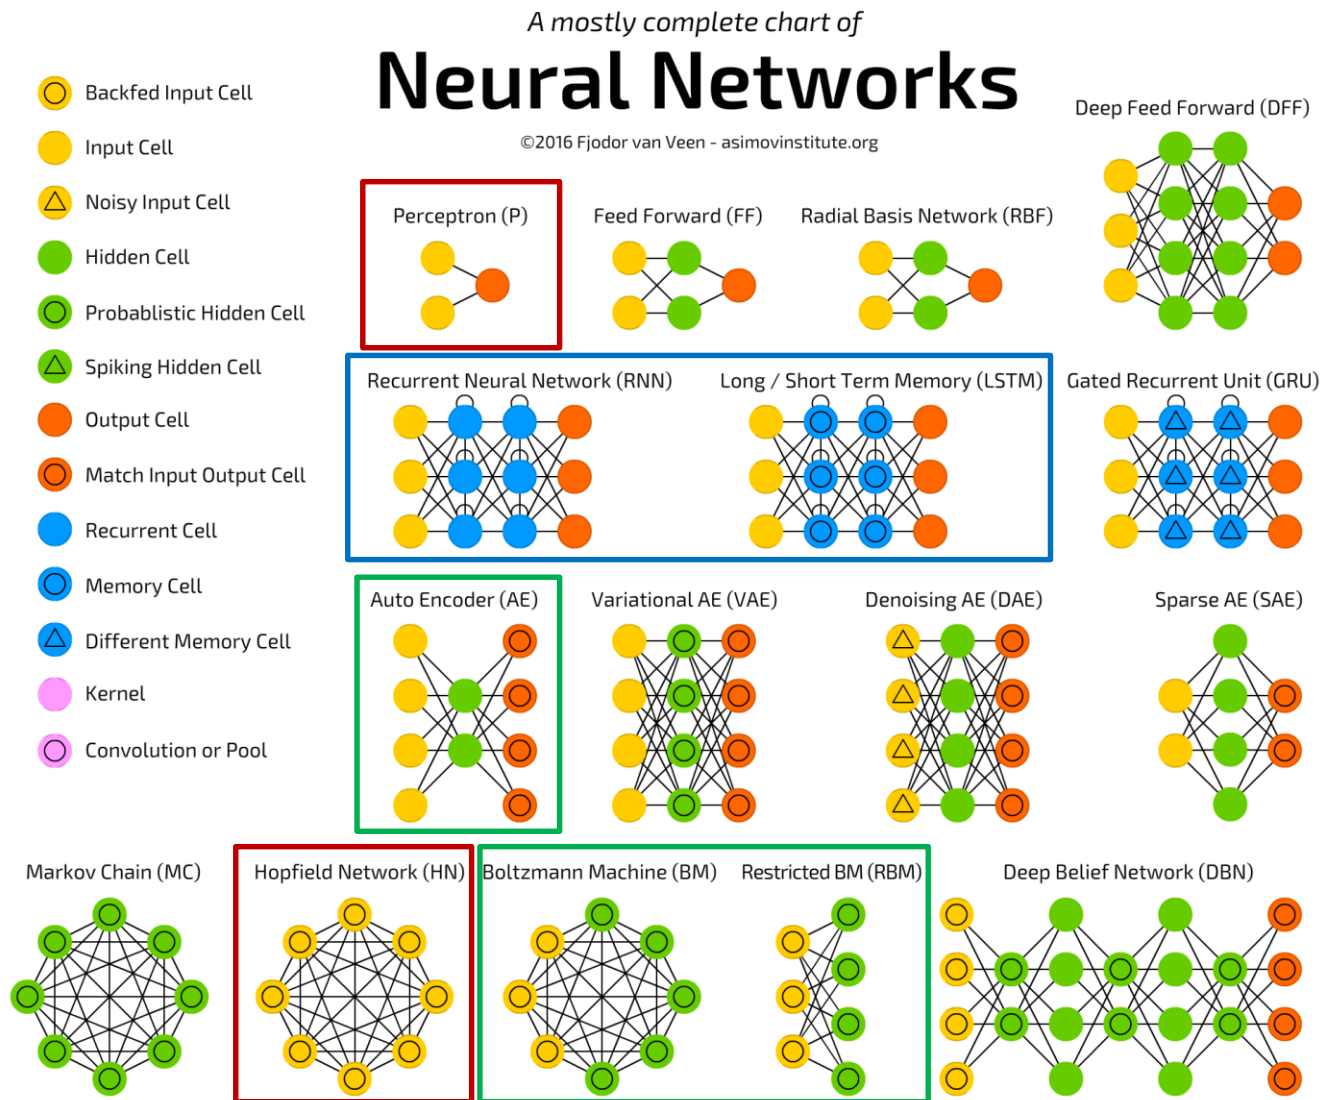 A mostly complete chart of
Neural Networks
©2016 Fjodor van Veen - asimovinstitute.org
Backfed Input Cell
Input Cell
Noisy Input Cell
Hidden Cell
Probablistic Hidden Cell
Spiking Hidden Cell
Output Cell
Match Input Output Cell
Recurrent Cell
Memory Cell
Different Memory Cell
Kernel
Convolution or Pool
Deep Feed Forward (DFF)
Perceptron (P)
Feed Forward (FF)
Radial Basis Network (RBF)
Recurrent Neural Network (RNN)
Long / Short Term Memory (LSTM)
Gated Recurrent Unit (GRU)
Auto Encoder (AE)
Variational AE (VAE)
Denoising AE (DAE)
Sparse AE (SAE)
Markov Chain (MC)
Hopfield Network (HN)
Boltzmann Machine (BM)
Restricted BM (RBM)
Deep Belief Network (DBN)